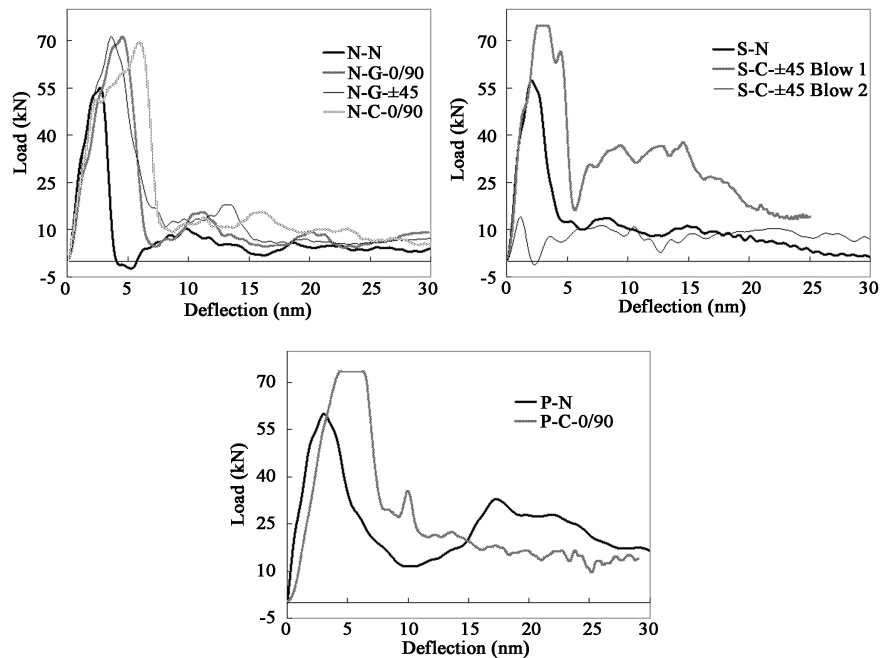 70
55
40
25
10
-5
Load (kN)
N-N
N-G-0/90
N-G-±45
N-C-0/90
0 5 10 15 20 25 30
Deflection (nm)
70
55
40
25
10
-5
Load (kN)
S-N
S-C-±45 Blow 1
S-C-±45 Blow 2
0 5 10 15 20 25 30
Deflection (nm)
70
55
40
25
10
-5
Load (kN)
P-N
P-C-0/90
0 5 10 15 20 25 30
Deflection (nm)